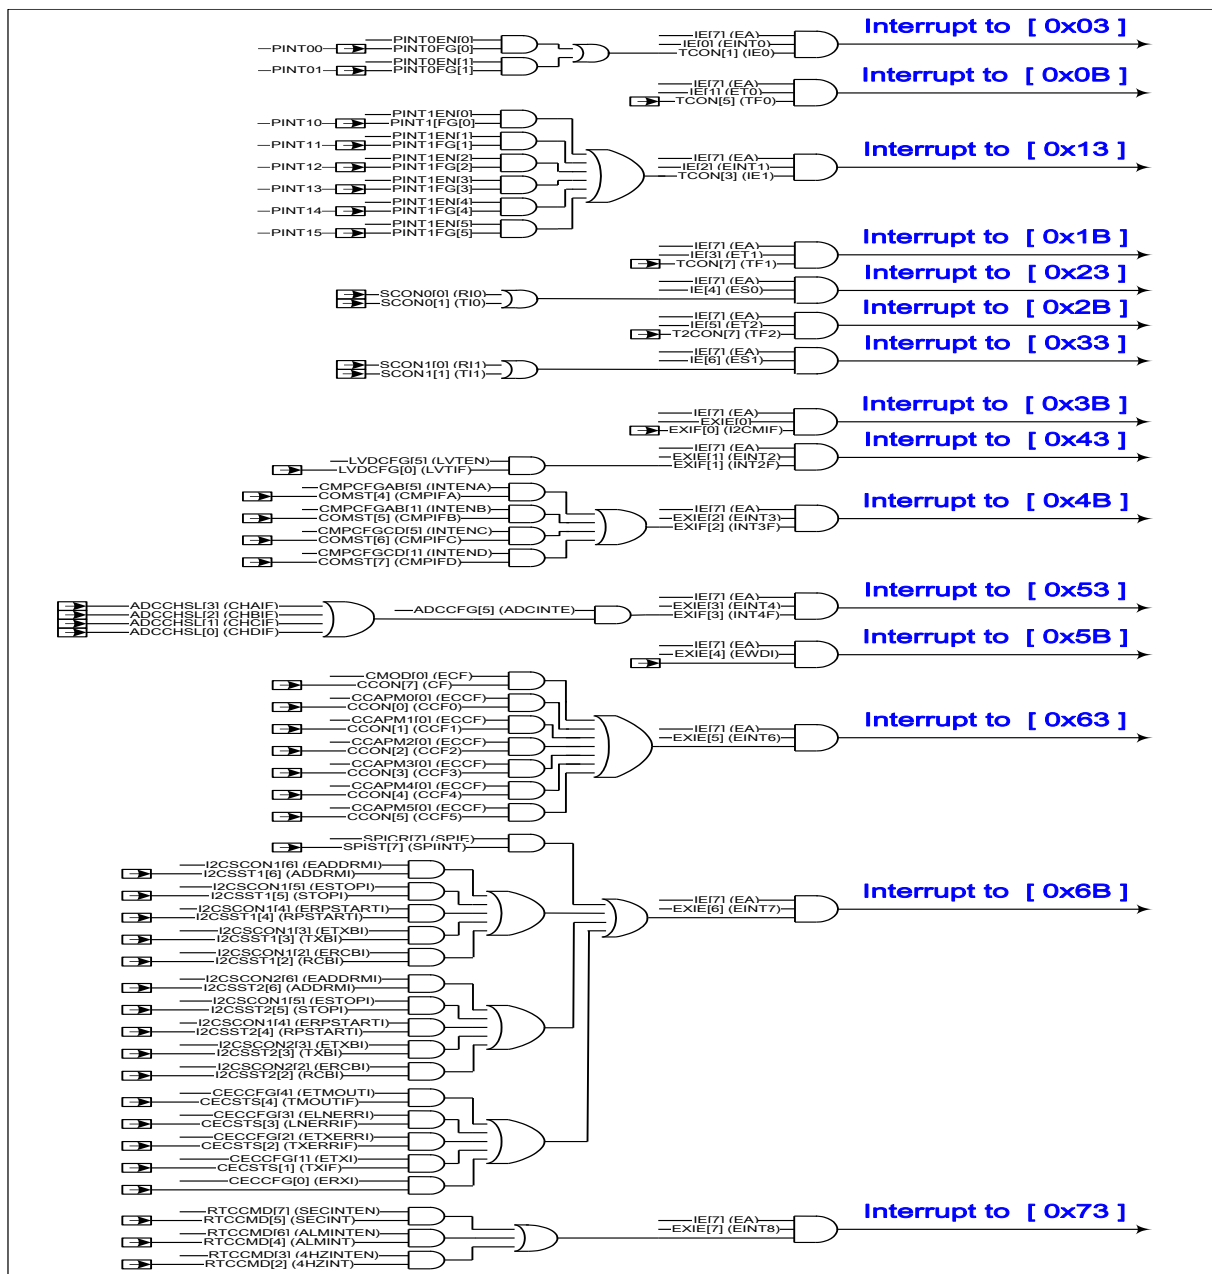 PINT0EN[0]
PINT00 PINT0FG[0]
IE[7] (EA)
IE[0] (EINT0)
TCON[1] (IE0)
Interrupt to [ 0x03 ]
PINT0EN[1]
PINT01 PINT0FG[1]
IE[7] (EA)
IE[1] (ET0)
TCON[5] (TF0)
Interrupt to [ 0x0B ]
PINT1EN[0]
PINT10 PINT1[FG[0]
PINT1EN[1]
PINT11 PINT1FG[1]
PINT1EN[2]
PINT12 PINT1FG[2]
PINT1EN[3]
PINT13 PINT1FG[3]
PINT1EN[4]
PINT14 PINT1FG[4]
PINT1EN[5]
PINT15 PINT1FG[5]
IE[7] (EA)
IE[2] (EINT1)
TCON[3] (IE1)
Interrupt to [ 0x13 ]
IE[7] (EA)
IE[3] (ET1)
TCON[7] (TF1)
Interrupt to [ 0x1B ]
SCON0[0] (RI0)
SCON0[1] (TI0)
IE[7] (EA)
IE[4] (ES0)
Interrupt to [ 0x23 ]
IE[7] (EA)
IE[5] (ET2)
T2CON[7] (TF2)
Interrupt to [ 0x2B ]
SCON1[0] (RI1)
SCON1[1] (TI1)
IE[7] (EA)
IE[6] (ES1)
Interrupt to [ 0x33 ]
IE[7] (EA)
EXIE[0]
EXIF[0] (I2CMIF)
Interrupt to [ 0x3B ]
LVDCFG[5] (LVTEN)
LVDCFG[0] (LVTIF)
IE[7] (EA)
EXIE[1] (EINT2)
EXIF[1] (INT2F)
Interrupt to [ 0x43 ]
CMPCFGAB[5] (INTENA)
COMST[4] (CMPIFA)
CMPCFGAB[1] (INTENB)
COMST[5] (CMPIFB)
CMPCFGCD[5] (INTENC)
COMST[6] (CMPIFC)
CMPCFGCD[1] (INTEND)
COMST[7] (CMPIFD)
IE[7] (EA)
EXIE[2] (EINT3)
EXIF[2] (INT3F)
Interrupt to [ 0x4B ]
ADCCHSL[3] (CHAIF)
ADCCHSL[2] (CHBIF)
ADCCHSL[1] (CHCIF)
ADCCHSL[0] (CHDIF)
ADCCFG[5] (ADCINTE)
IE[7] (EA)
EXIE[3] (EINT4)
EXIF[3] (INT4F)
Interrupt to [ 0x53 ]
IE[7] (EA)
EXIE[4] (EWDI)
Interrupt to [ 0x5B ]
CMOD[0] (ECF)
CCON[7] (CF)
CCAPM0[0] (ECCF)
CCON[0] (CCF0)
CCAPM1[0] (ECCF)
CCON[1] (CCF1)
CCAPM2[0] (ECCF)
CCON[2] (CCF2)
CCAPM3[0] (ECCF)
CCON[3] (CCF3)
CCAPM4[0] (ECCF)
CCON[4] (CCF4)
CCAPM5[0] (ECCF)
CCON[5] (CCF5)
IE[7] (EA)
EXIE[5] (EINT6)
Interrupt to [ 0x63 ]
SPICR[7] (SPIE)
SPIST[7] (SPIINT)
I2CSCON1[6] (EADDRMI)
I2CSST1[6] (ADDRMI)
I2CSCON1[5] (ESTOPI)
I2CSST1[5] (STOPI)
I2CSCON1[4] (ERPSTARTI)
I2CSST1[4] (RPSTARTI)
I2CSCON1[3] (ETXBI)
I2CSST1[3] (TXBI)
I2CSCON1[2] (ERCBI)
I2CSST1[2] (RCBI)
IE[7] (EA)
EXIE[6] (EINT7)
Interrupt to [ 0x6B ]
I2CSCON2[6] (EADDRMI)
I2CSST2[6] (ADDRMI)
I2CSCON1[5] (ESTOPI)
I2CSST2[5] (STOPI)
I2CSCON1[4] (ERPSTARTI)
I2CSST2[4] (RPSTARTI)
I2CSCON2[3] (ETXBI)
I2CSST2[3] (TXBI)
I2CSCON2[2] (ERCBI)
I2CSST2[2] (RCBI)
CECCFG[4] (ETMOUTI)
CECSTS[4] (TMOUTIF)
CECCFG[3] (ELNERRI)
CECSTS[3] (LNERRIF)
CECCFG[2] (ETXERRI)
CECSTS[2] (TXERRIF)
CECCFG[1] (ETXI)
CECSTS[1] (TXIF)
CECCFG[0] (ERXI)
RTCCMD[7] (SECINTEN)
RTCCMD[5] (SECINT)
RTCCMD[6] (ALMINTEN)
RTCCMD[4] (ALMINT)
RTCCMD[3] (4HZINTEN)
RTCCMD[2] (4HZINT)
IE[7] (EA)
EXIE[7] (EINT8)
Interrupt to [ 0x73 ]